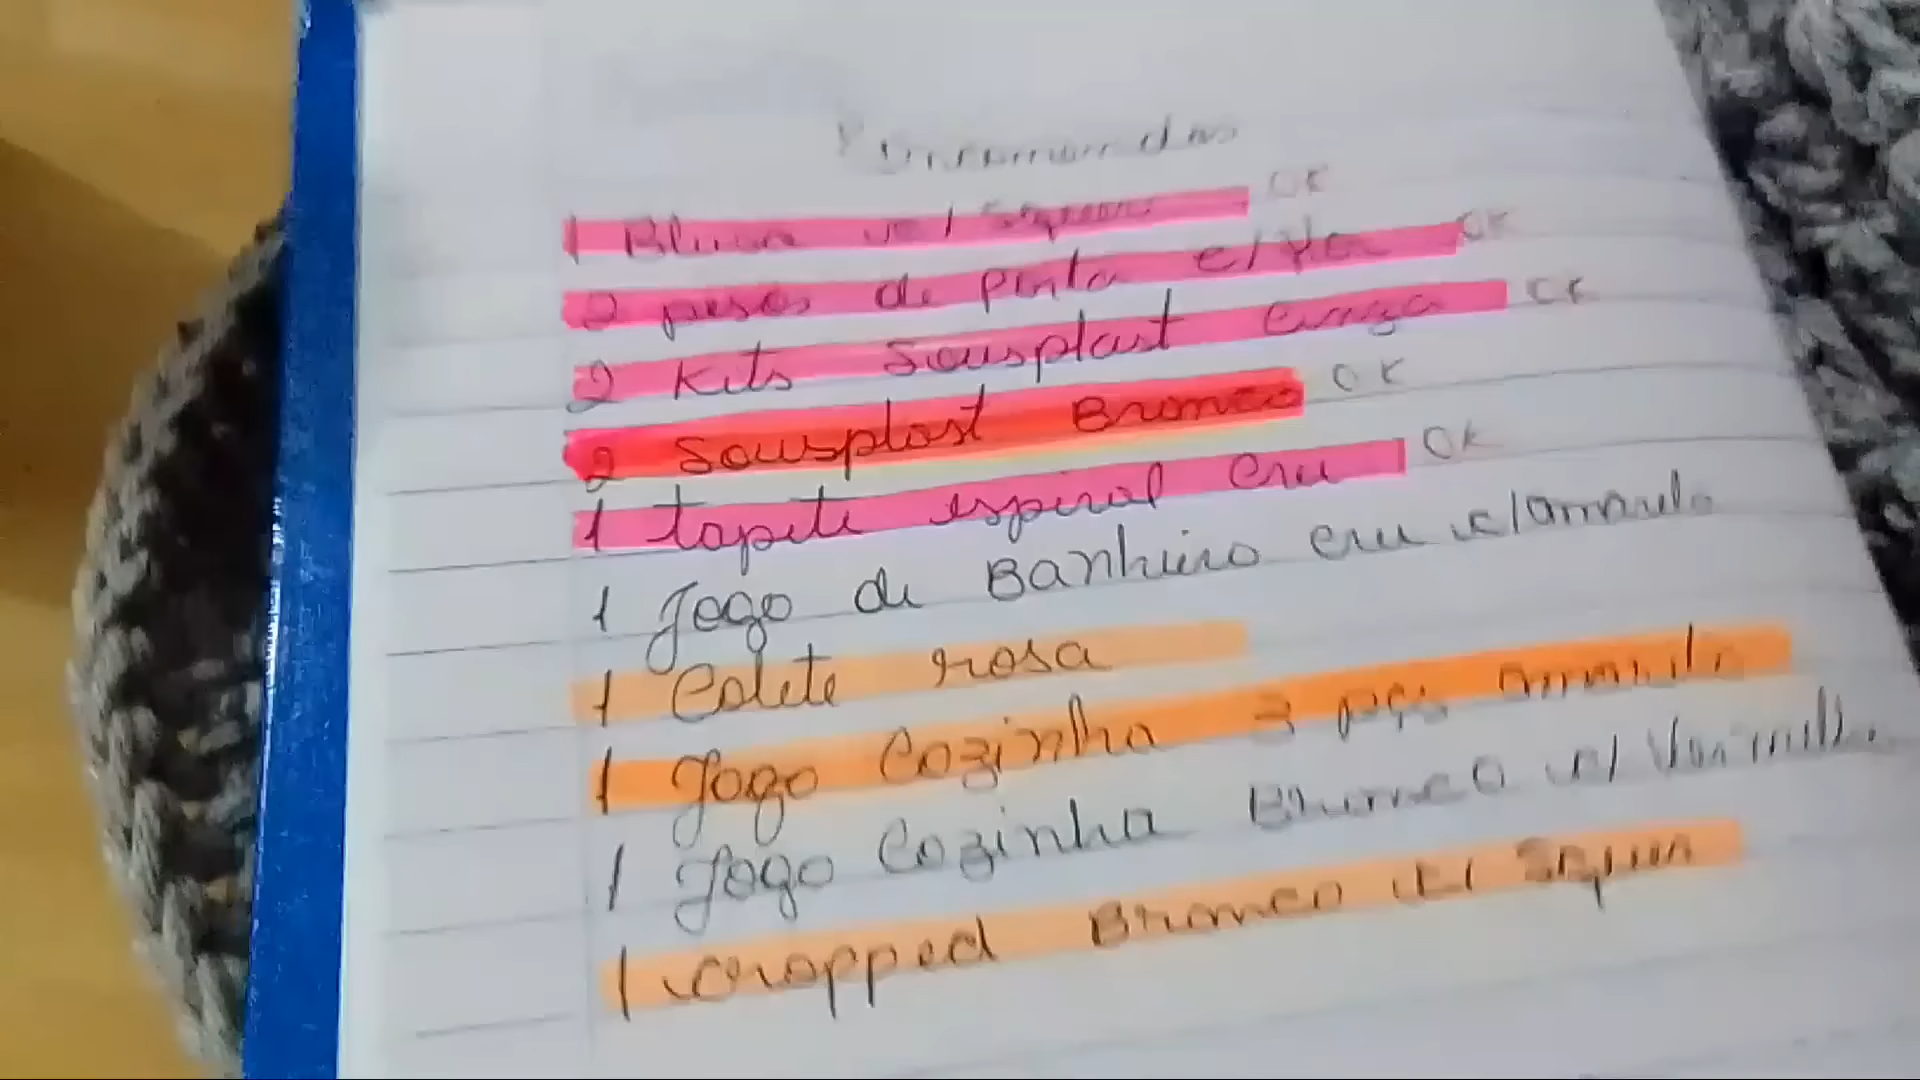 Encomendas
1 Blusa c/ Square OK
2 pesos de Porta c/ flor OK
2 Kits Sousplast Cinza OK
2 Sousplast Branco OK
1 tapete espiral Cru OK
1 Jogo de Banheiro cru c/amarelo
1 Colete rosa
1 Jogo Cozinha 3 pçs amarelo
1 Jogo Cozinha Branco c/ Vermelho
1 cropped Branco c/ Square